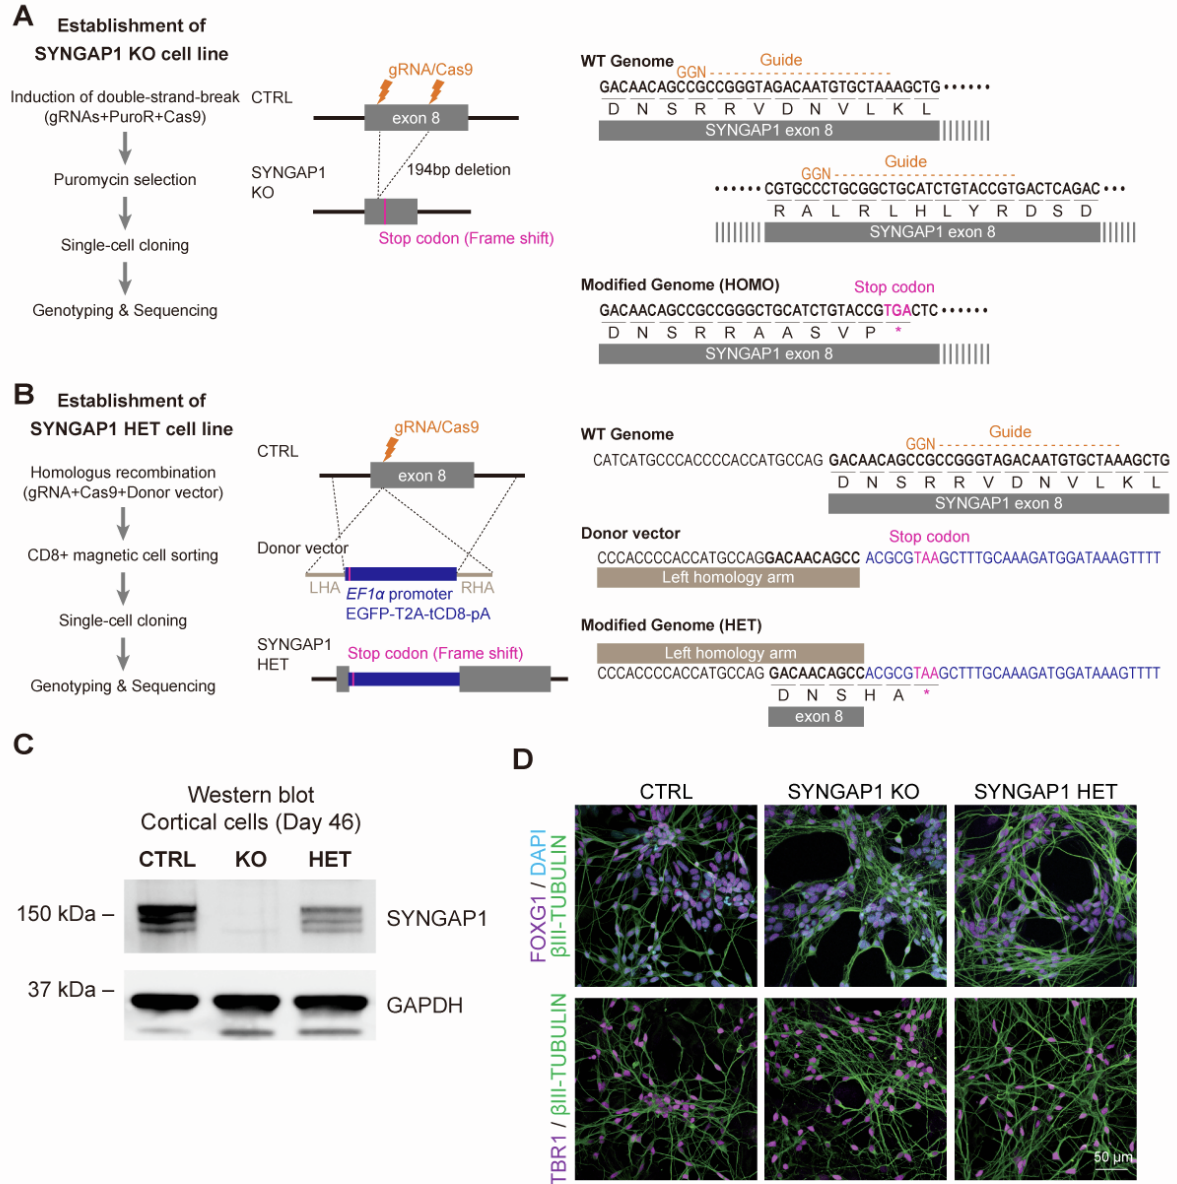 A
Establishment of
SYNGAP1 KO cell line
Induction of double-strand-break
(gRNAs+PuroR+Cas9)
Puromycin selection
Single-cell cloning
Genotyping & Sequencing
gRNA/Cas9
CTRL
exon 8
SYNGAP1
KO
194bp deletion
Stop codon (Frame shift)
WT Genome
GGN Guide
GACAACAGCCGCCGGGTAGACAATGTGCTAAAGCTG
D N S R R V D N V L K L
SYNGAP1 exon 8
GGN Guide
CGTGCCCTGCGGCTGCATCTGTACCGTGACTCAGAC
R A L R L H L Y R D S D
SYNGAP1 exon 8
Modified Genome (HOMO)
Stop codon
GACAACAGCCGCCGGGCTGCATCTGTACCGTGACTC
D N S R R A A S V P *
SYNGAP1 exon 8
B
Establishment of
SYNGAP1 HET cell line
Homologus recombination
(gRNA+Cas9+Donor vector)
CD8+ magnetic cell sorting
Single-cell cloning
Genotyping & Sequencing
gRNA/Cas9
CTRL
exon 8
Donor vector
LHA
RHA
EF1α promoter
EGFP-T2A-tCD8-pA
SYNGAP1
HET
Stop codon (Frame shift)
WT Genome
GGN Guide
CATCATGCCCACCCCACCATGCCAG GACAACAGCCGCCGGGTAGACAATGTGCTAAAGCTG
D N S R R V D N V L K L
SYNGAP1 exon 8
Donor vector
Stop codon
CCCACCCCACCATGCCAGGACAACAGCC ACGCGTAAGCTTTGCAAAGATGGATAAAGTTTT
Left homology arm
Modified Genome (HET)
Left homology arm
CCCACCCCACCATGCCAG GACAACAGCCACGCGTAAGCTTTGCAAAGATGGATAAAGTTTT
D N S H A *
exon 8
C
Western blot
Cortical cells (Day 46)
CTRL KO HET
150 kDa –
SYNGAP1
37 kDa –
GAPDH
D
CTRL SYNGAP1 KO SYNGAP1 HET
FOXG1 / DAPI
βIII-TUBULIN
TBR1 / βIII-TUBULIN
50 μm